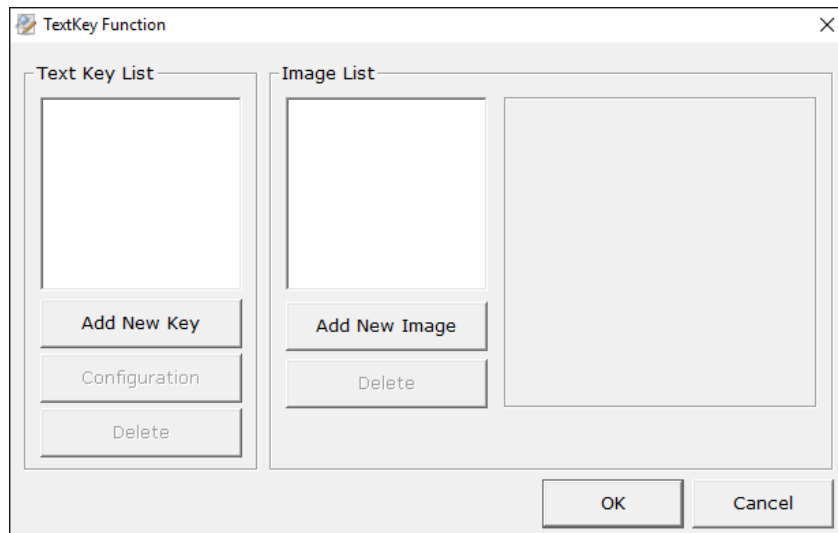 TextKey Function
Text Key List
Add New Key
Configuration
Delete
Image List
Add New Image
Delete
OK
Cancel